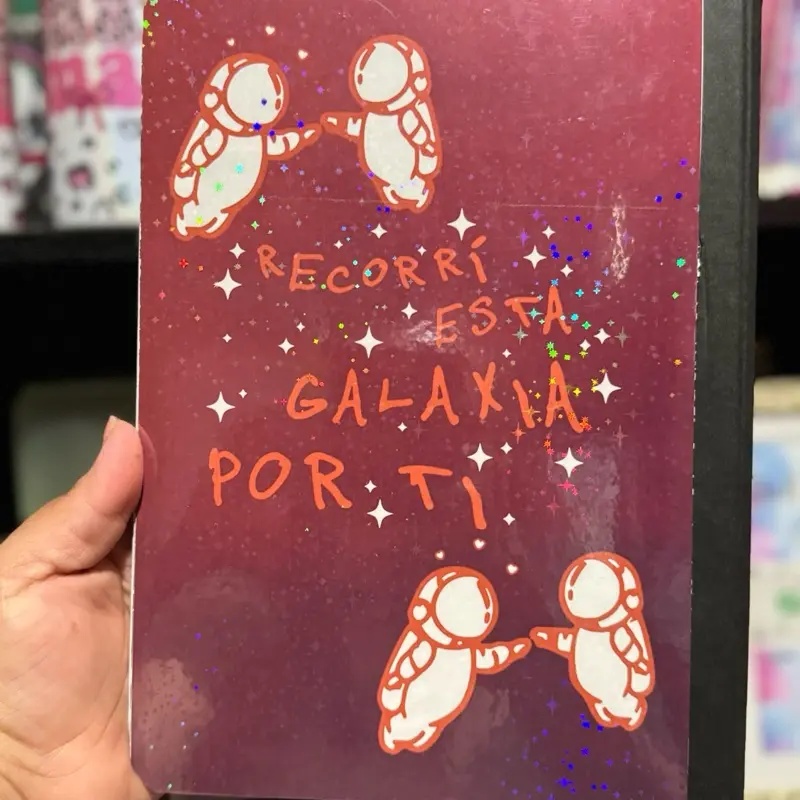 RECORRÍ
ESTA
GALAXIA
POR TI